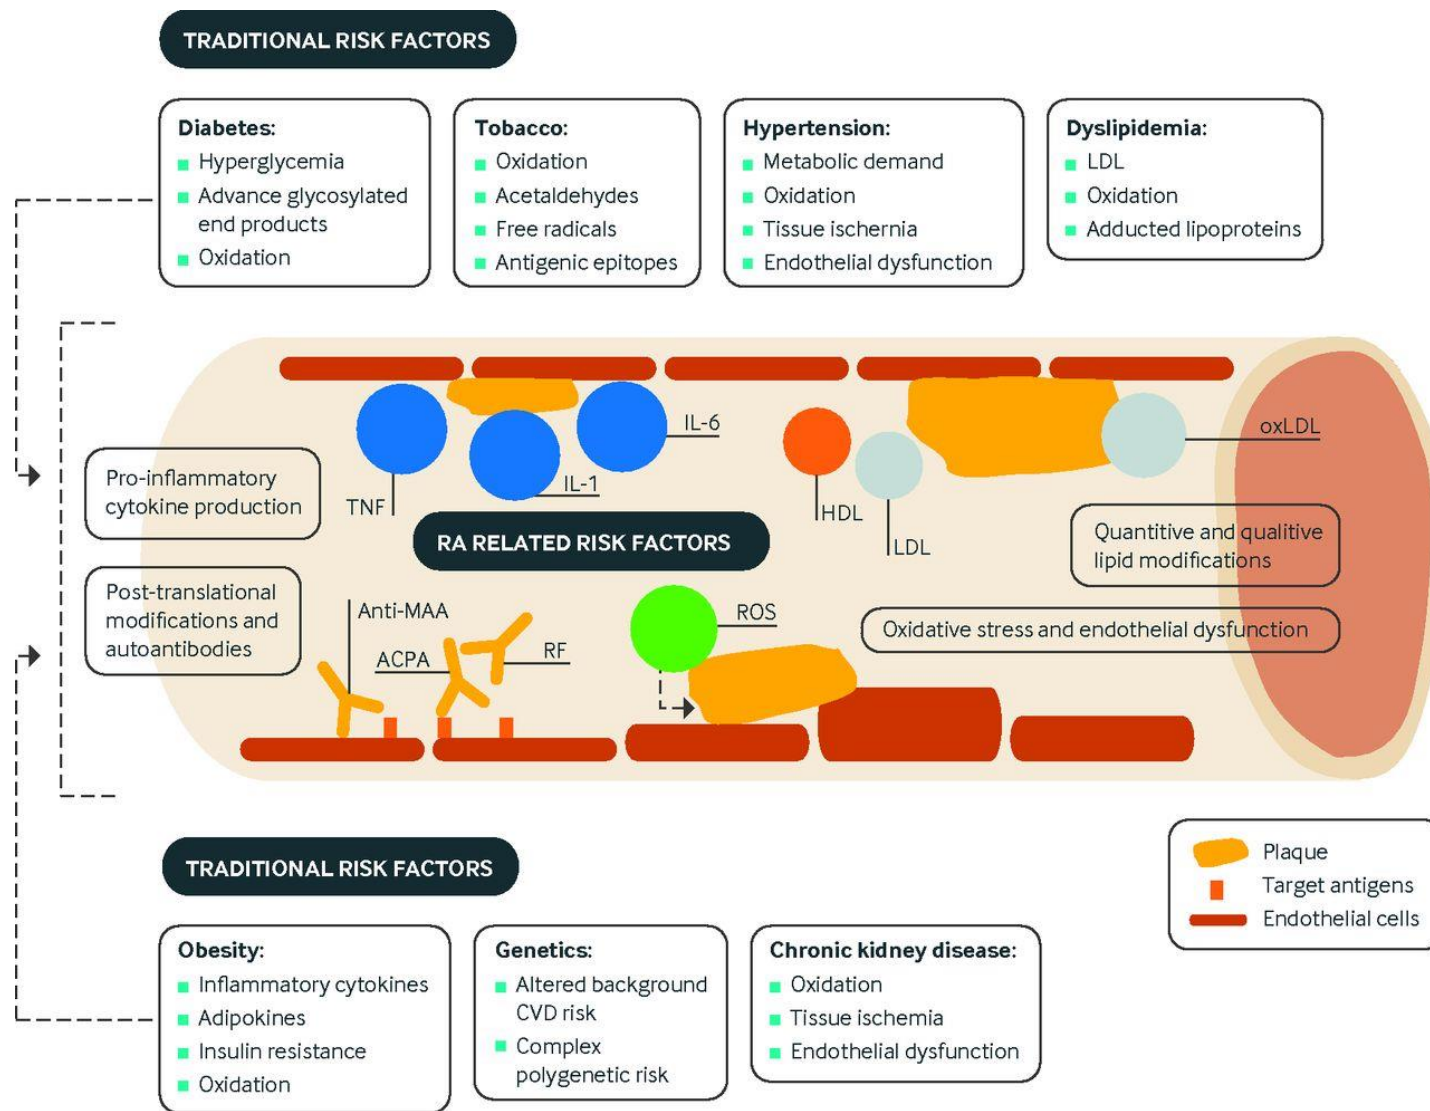 TRADITIONAL RISK FACTORS
Diabetes:
Hyperglycemia
Advance glycosylated
end products
Oxidation
Tobacco:
Oxidation
Acetaldehydes
Free radicals
Antigenic epitopes
Hypertension:
Metabolic demand
Oxidation
Tissue ischernia
Endothelial dysfunction
Dyslipidemia:
LDL
Oxidation
Adducted lipoproteins
Pro-inflammatory
cytokine production
TNF
IL-1
IL-6
HDL
LDL
oxLDL
RA RELATED RISK FACTORS
Quantitive and qualitive
lipid modifications
Post-translational
modifications and
autoantibodies
Anti-MAA
ACPA
RF
ROS
Oxidative stress and endothelial dysfunction
TRADITIONAL RISK FACTORS
Obesity:
Inflammatory cytokines
Adipokines
Insulin resistance
Oxidation
Genetics:
Altered background
CVD risk
Complex
polygenetic risk
Chronic kidney disease:
Oxidation
Tissue ischemia
Endothelial dysfunction
Plaque
Target antigens
Endothelial cells